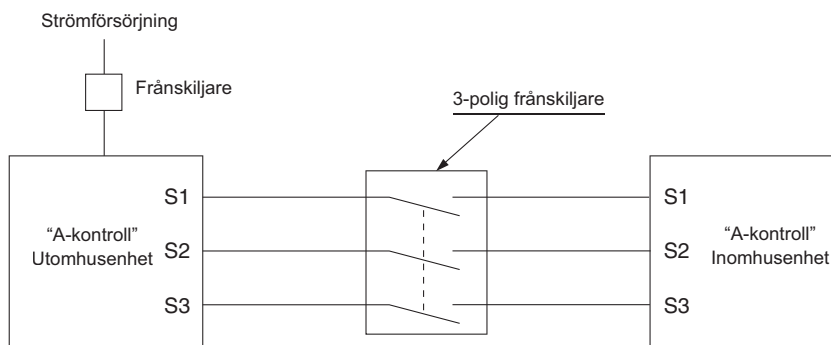 Strömförsörjning
Frånskiljare
3-polig frånskiljare
S1
S2
S3
“A-kontroll”
Utomhusenhet
S1
S2
S3
“A-kontroll”
Inomhusenhet